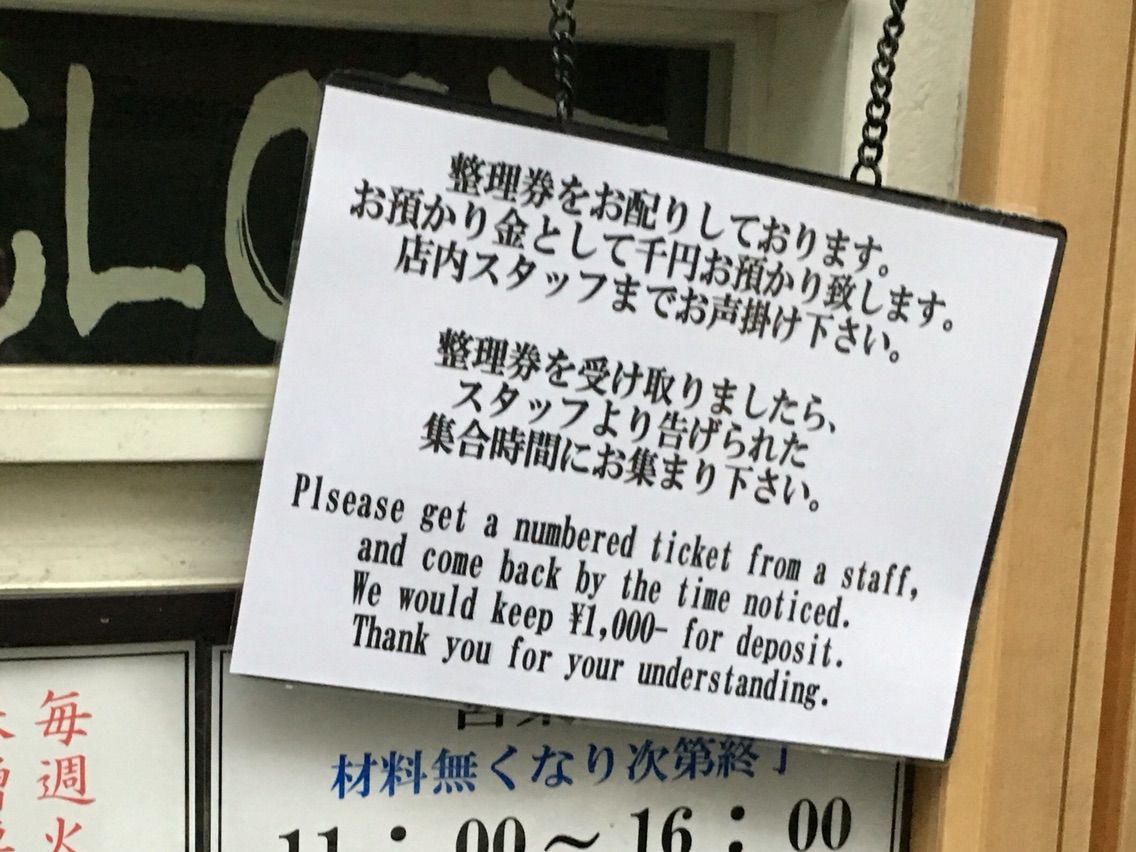 CLO
整理券をお配りしております。
お預かり金として千円お預かり致します。
店内スタッフまでお声掛け下さい。
整理券を受け取りましたら、
スタッフより告げられた
集合時間にお集まり下さい。
Plsease get a numbered ticket from a staff,
and come back by the time noticed.
We would keep ¥1,000- for deposit.
Thank you for your understanding.
毎週火
材料無くなり次第終了
11:00～16:00